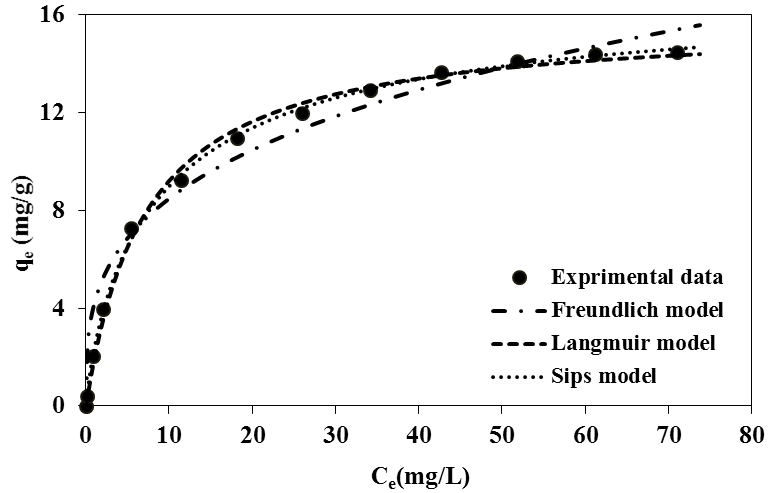 16
12
8
4
0
qe (mg/g)
Exprimental data
Freundlich model
Langmuir model
Sips model
0 10 20 30 40 50 60 70 80
Ce(mg/L)